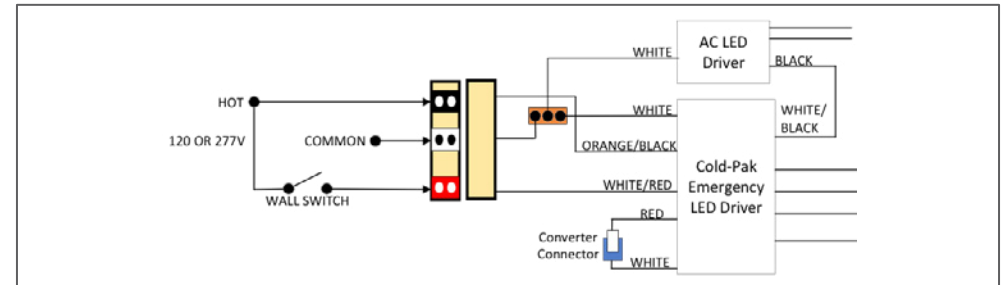 AC LED
Driver
WHITE
BLACK
HOT
WHITE
WHITE/
BLACK
120 OR 277V
COMMON
ORANGE/BLACK
Cold-Pak
Emergency
LED Driver
WHITE/RED
WALL SWITCH
RED
Converter
Connector
WHITE